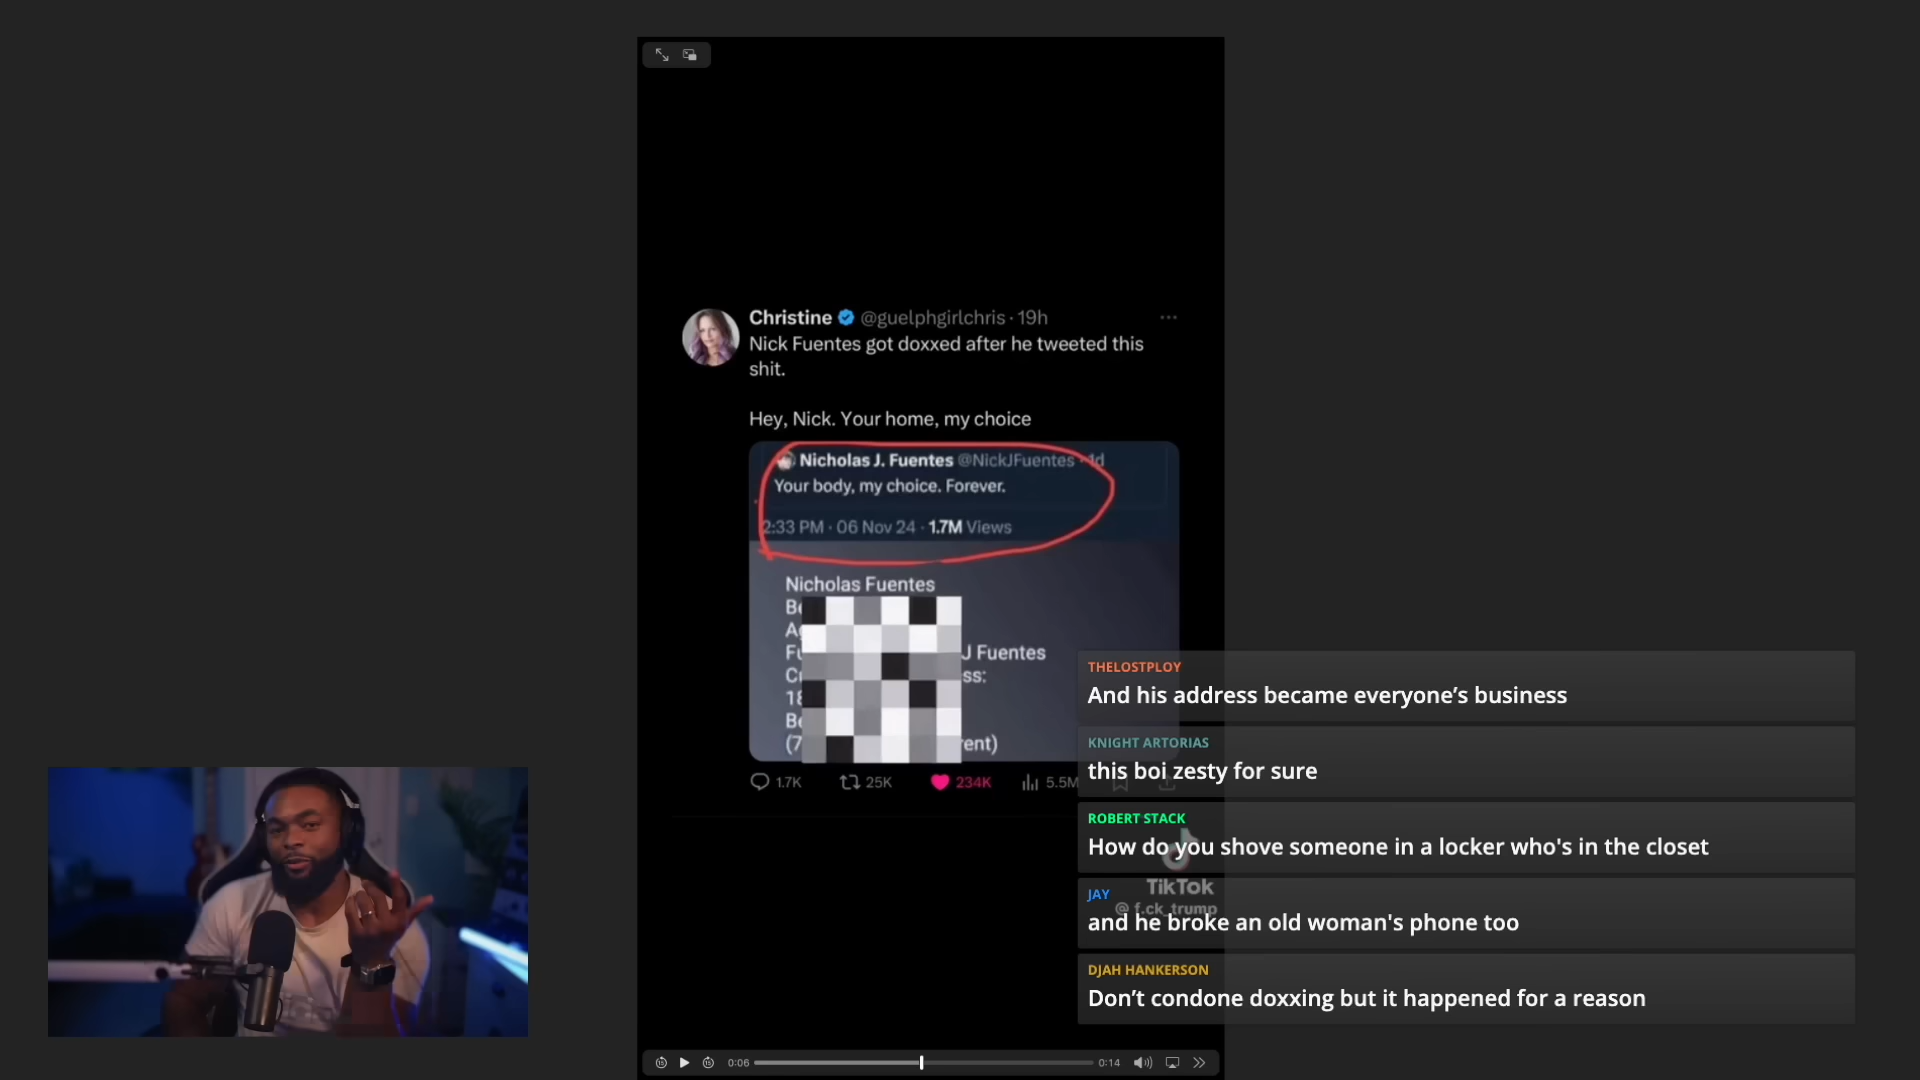 Christine @guelphgirlchris · 19h
Nick Fuentes got doxxed after he tweeted this
shit.
Hey, Nick. Your home, my choice
Nicholas J. Fuentes @NickJFuentes · 1d
Your body, my choice. Forever.
2:33 PM · 06 Nov 24 · 1.7M Views
Nicholas Fuentes
J Fuentes
1.7K 25K 234K 5.5M
THELOSTPLOY
And his address became everyone’s business
KNIGHT ARTORIAS
this boi zesty for sure
ROBERT STACK
How do you shove someone in a locker who's in the closet
TikTok
@ f.ck_trump
JAY
and he broke an old woman's phone too
DJAH HANKERSON
Don’t condone doxxing but it happened for a reason
0:06 0:14